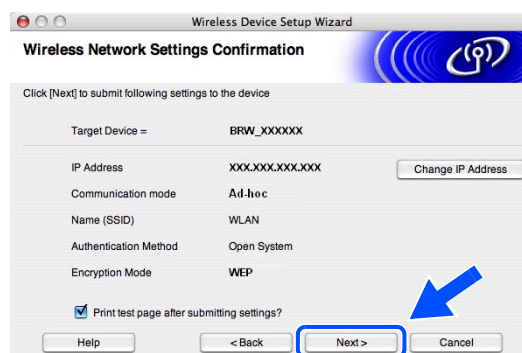 Wireless Device Setup Wizard
Wireless Network Settings Confirmation
Click [Next] to submit following settings to the device
Target Device = BRW_XXXXXX
IP Address XXX.XXX.XXX.XXX Change IP Address
Communication mode Ad-hoc
Name (SSID) WLAN
Authentication Method Open System
Encryption Mode WEP
Print test page after submitting settings?
Help < Back Next > Cancel